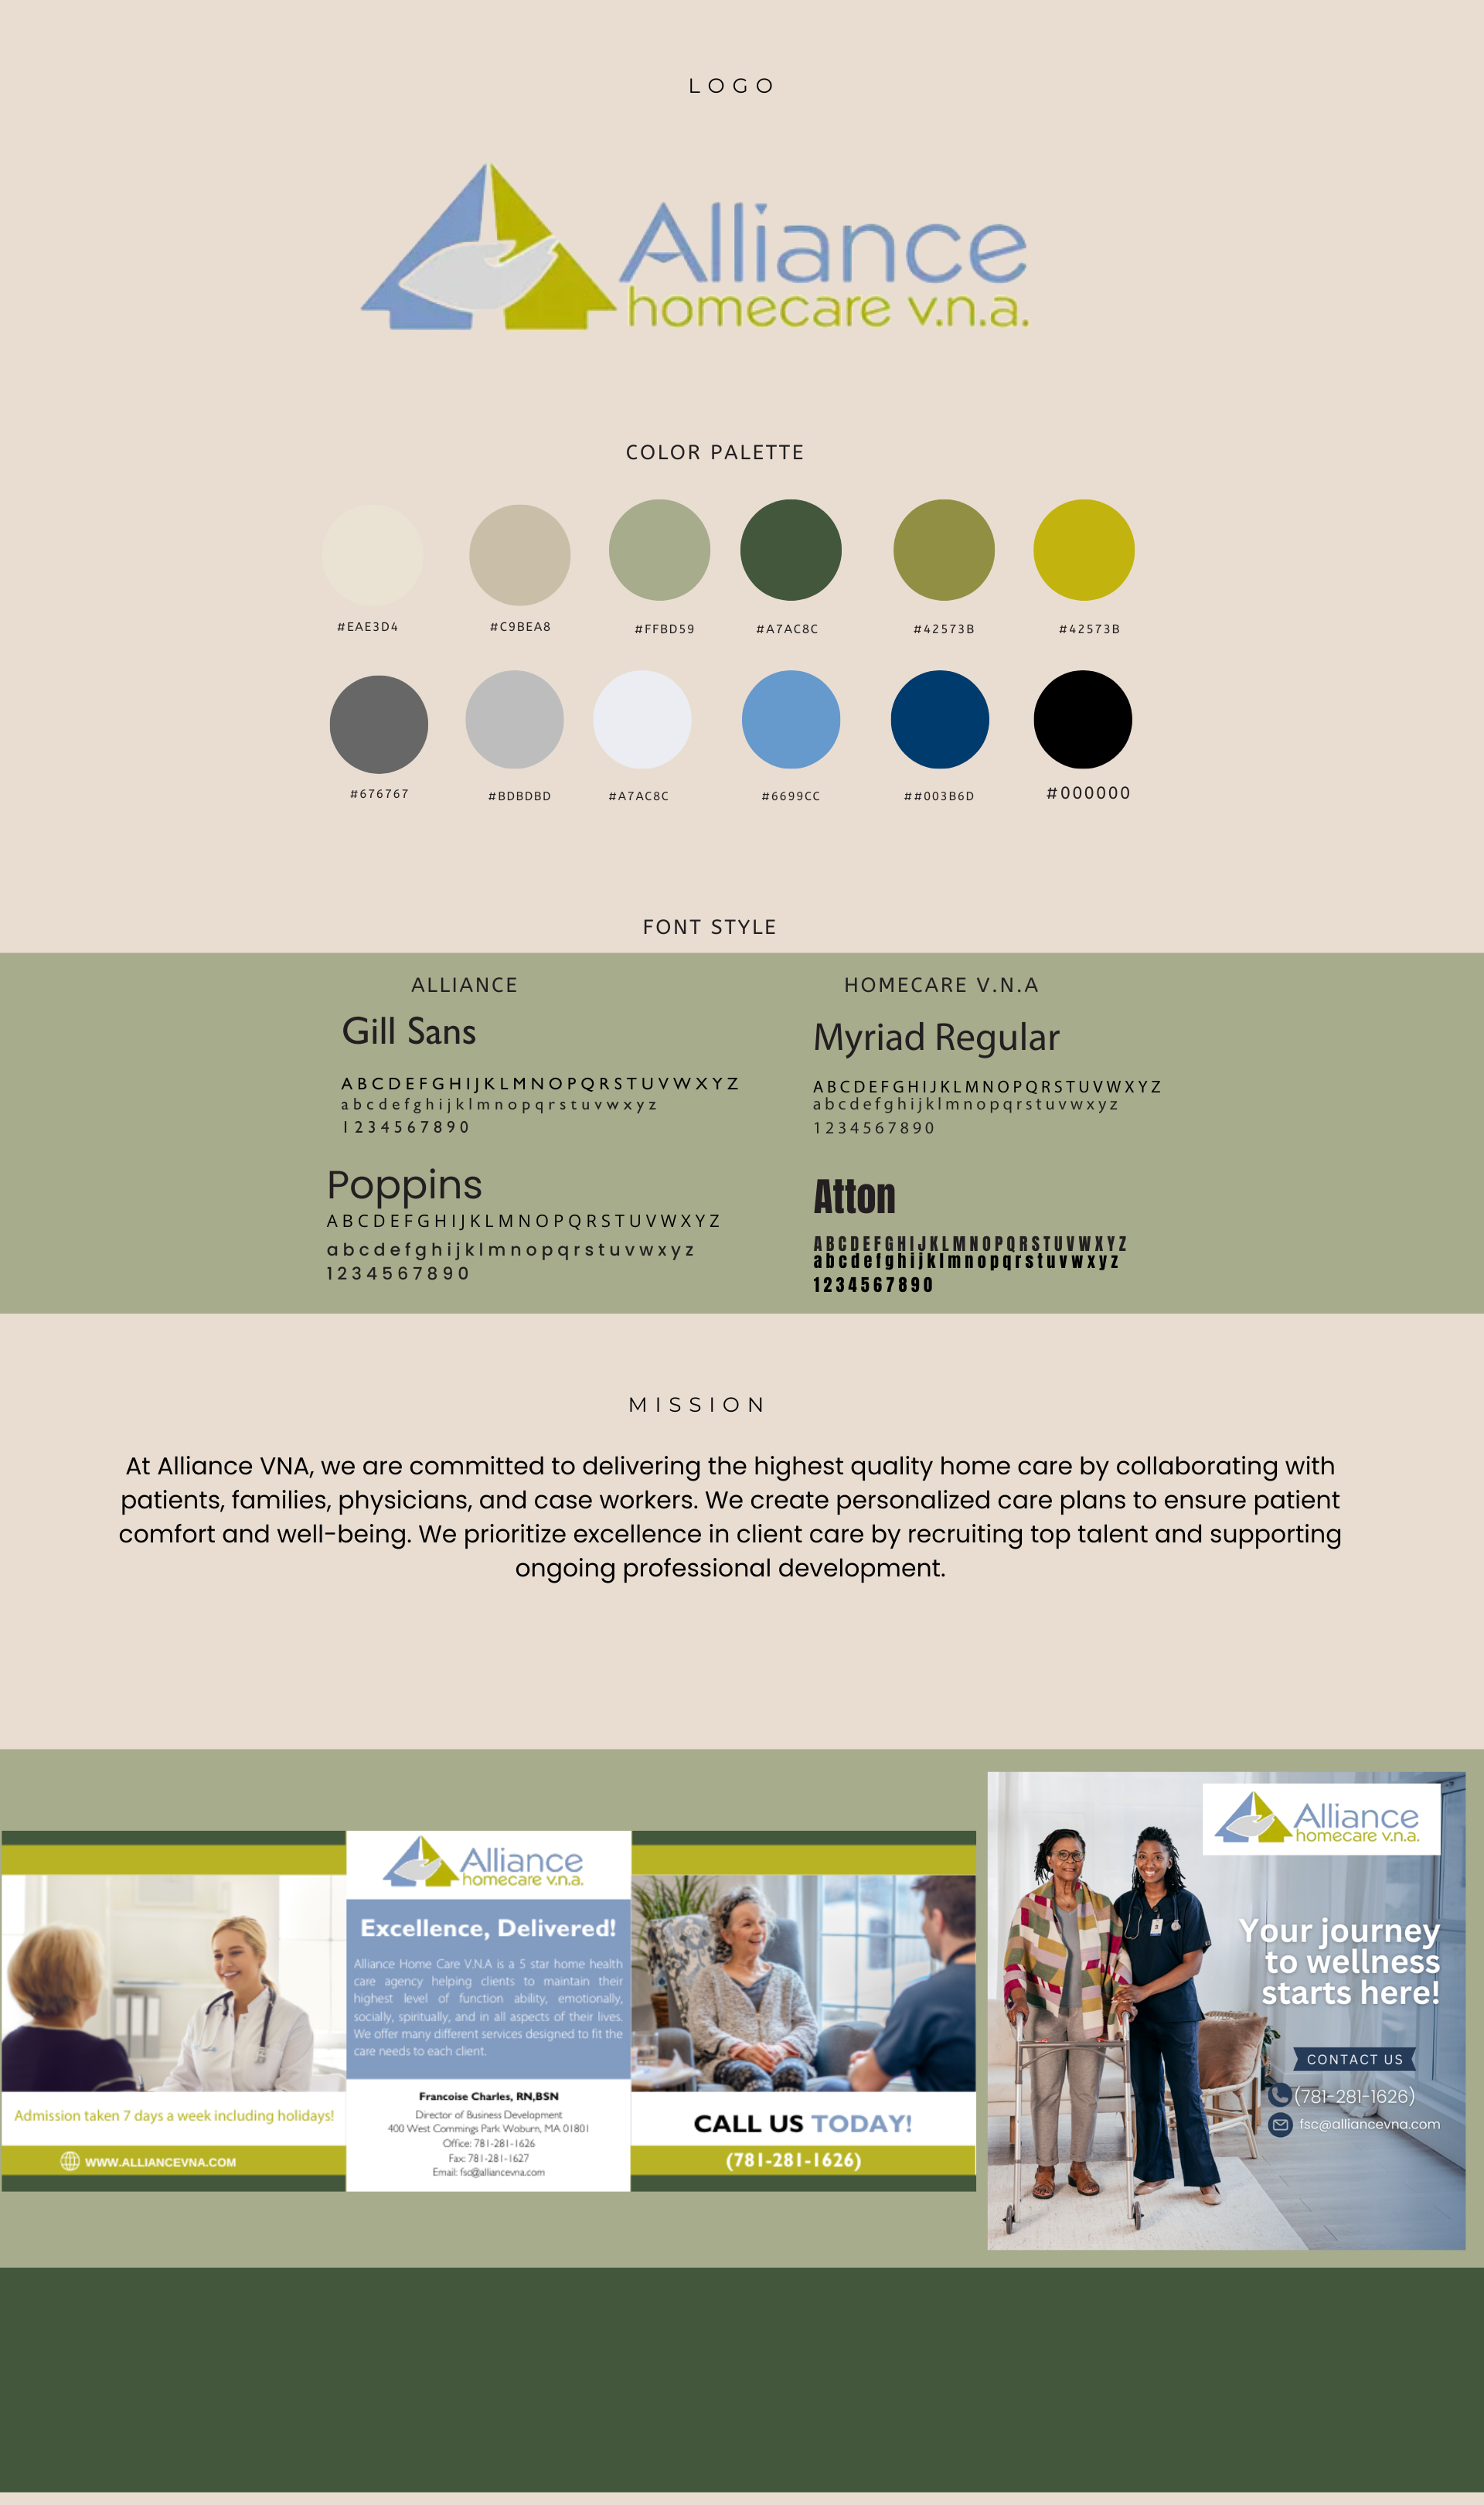 LOGO
Alliance
homecare v.n.a.
COLOR PALETTE
#EAE3D4
#C9BEA8
#FFBD59
#A7AC8C
#42573B
#42573B
#676767
#BDBDBD
#A7AC8C
#6699CC
##003B6D
#000000
FONT STYLE
ALLIANCE
Gill Sans
ABCDEFGHIJKLMNOPQRSTUVWXYZ
abcdefghijklmnopqrstuvwxyz
1234567890
HOMECARE V.N.A
Myriad Regular
ABCDEFGHIJKLMNOPQRSTUVWXYZ
abcdefghijklmnopqrstuvwxyz
1234567890
Poppins
ABCDEFGHIJKLMNOPQRSTUVWXYZ
abcdefghijklmnopqrstuvwxyz
1234567890
Atton
ABCDEFGHIJKLMNOPQRSTUVWXYZ
abcdefghijklmnopqrstuvwxyz
1234567890
MISSION
At Alliance VNA, we are committed to delivering the highest quality home care by collaborating with
patients, families, physicians, and case workers. We create personalized care plans to ensure patient
comfort and well-being. We prioritize excellence in client care by recruiting top talent and supporting
ongoing professional development.
Admission taken 7 days a week including holidays!
WWW.ALLIANCEVNA.COM
Alliance
homecare v.n.a.
Excellence, Delivered!
Alliance Home Care V.N.A is a 5 star home health
care agency helping clients to maintain their
highest level of function ability, emotionally,
socially, spiritually, and in all aspects of their lives.
We offer many different services designed to fit the
care needs to each client.
Francoise Charles, RN,BSN
Director of Business Development
400 West Commings Park Woburn, MA 01801
Office: 781-281-1626
Fax: 781-281-1627
Email: fsc@alliancevna.com
CALL US TODAY!
(781-281-1626)
Alliance
homecare v.n.a.
Your journey
to wellness
starts here!
CONTACT US
(781-281-1626)
fsc@alliancevna.com